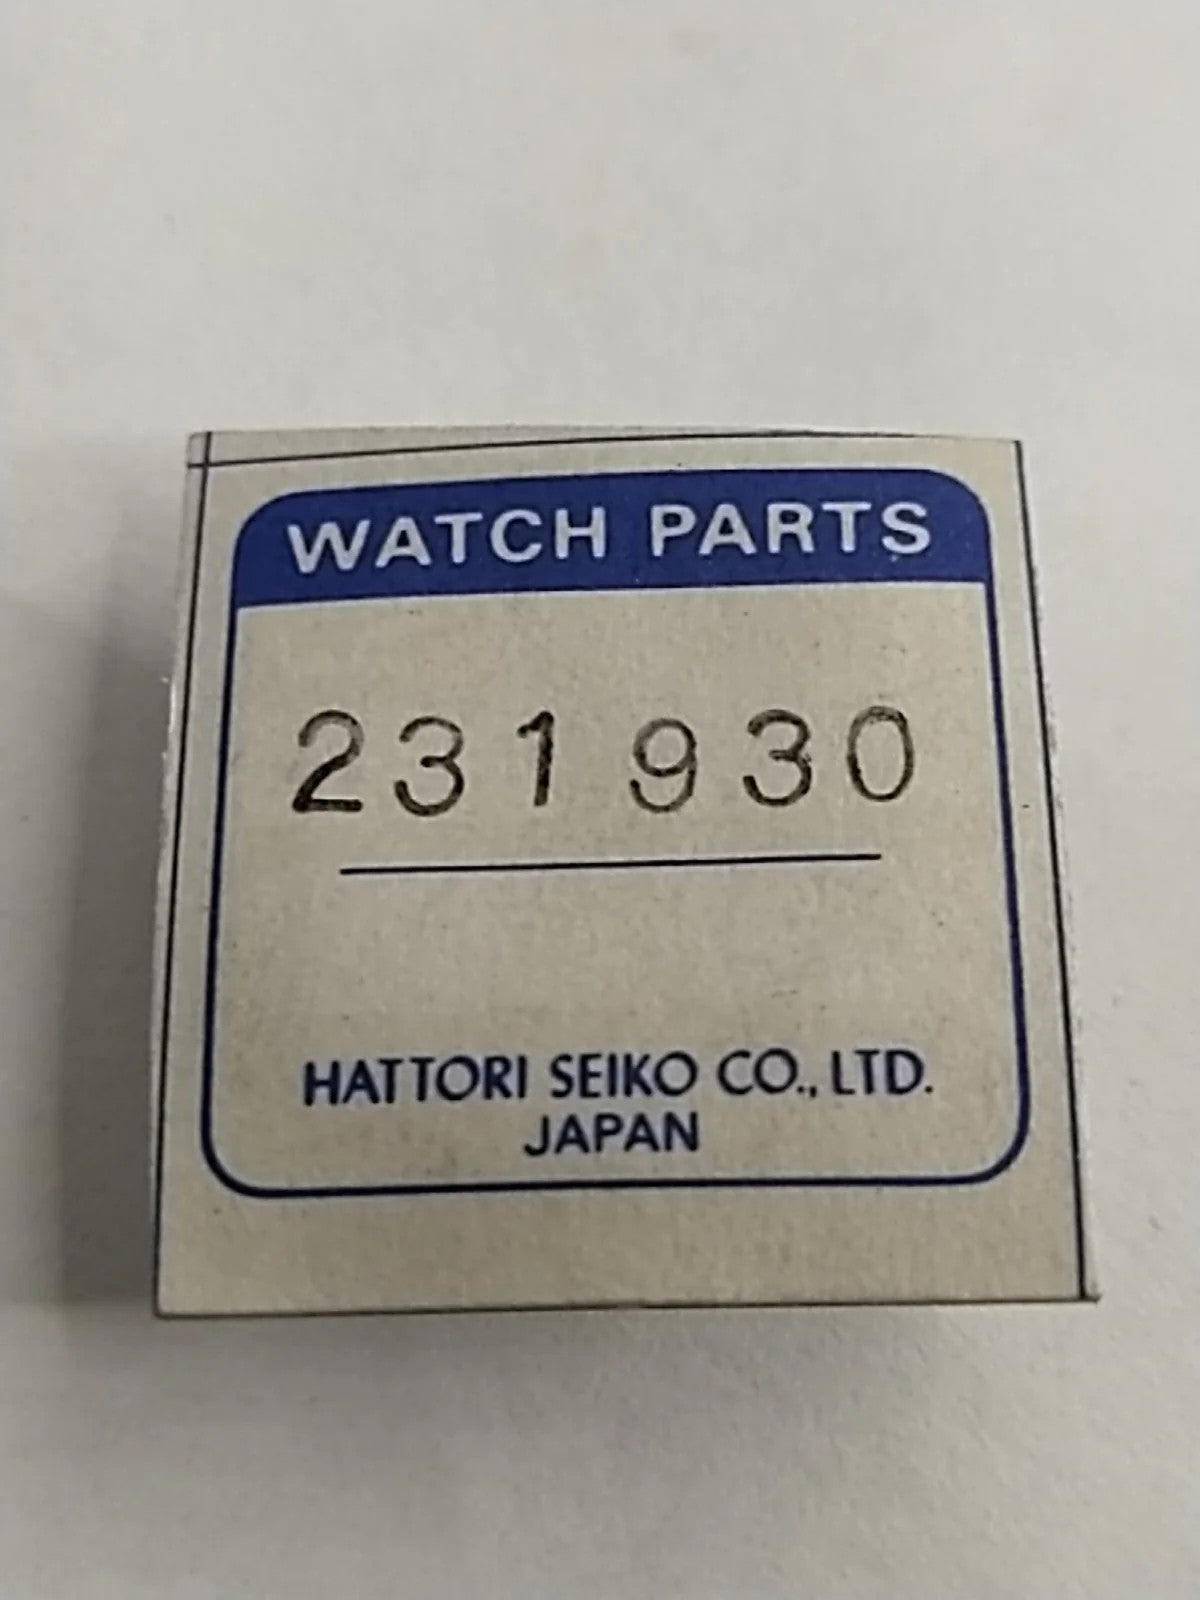 WATCH PARTS
231930
HATTORI SEIKO CO., LTD.
JAPAN